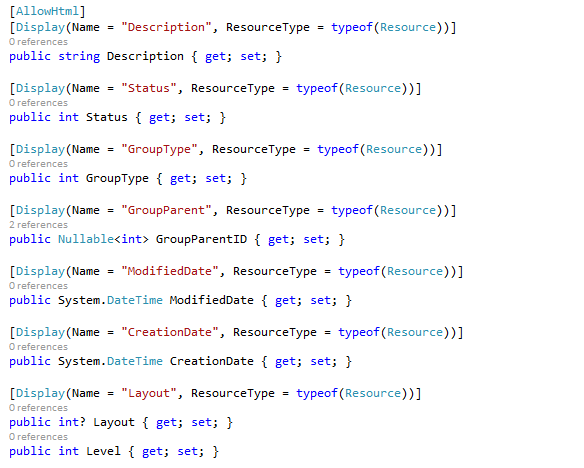 [AllowHtml]
[Display(Name = "Description", ResourceType = typeof(Resource))]
0 references
public string Description { get; set; }
[Display(Name = "Status", ResourceType = typeof(Resource))]
0 references
public int Status { get; set; }
[Display(Name = "GroupType", ResourceType = typeof(Resource))]
0 references
public int GroupType { get; set; }
[Display(Name = "GroupParent", ResourceType = typeof(Resource))]
2 references
public Nullable<int> GroupParentID { get; set; }
[Display(Name = "ModifiedDate", ResourceType = typeof(Resource))]
0 references
public System.DateTime ModifiedDate { get; set; }
[Display(Name = "CreationDate", ResourceType = typeof(Resource))]
0 references
public System.DateTime CreationDate { get; set; }
[Display(Name = "Layout", ResourceType = typeof(Resource))]
0 references
public int? Layout { get; set; }
0 references
public int Level { get; set; }